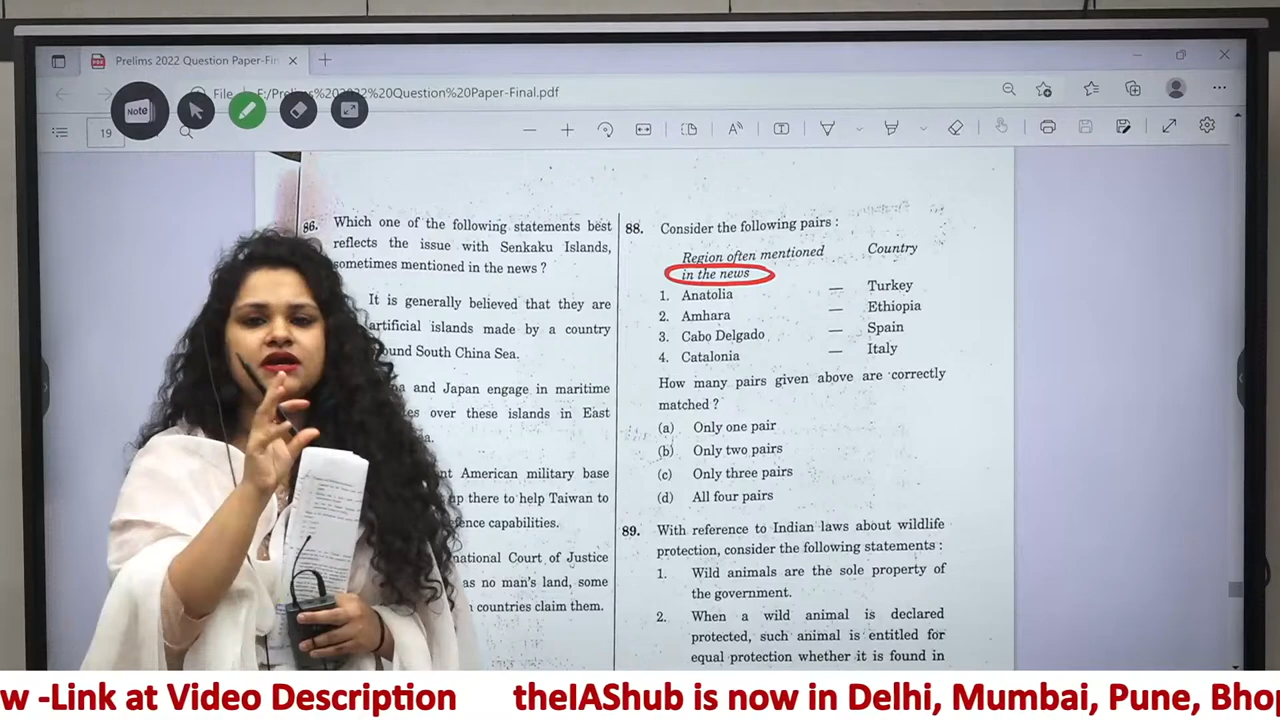 Prelims 2022 Question Paper-Fin
Note
File
F:/Prelims%202022%20Question%20Paper-Final.pdf
19
86. Which one of the following statements best
reflects the issue with Senkaku Islands,
sometimes mentioned in the news ?
It is generally believed that they are
artificial islands made by a country
around South China Sea.
and Japan engage in maritime
over these islands in East
American military base
up there to help Taiwan to
defence capabilities.
Court of Justice
as no man's land, some
countries claim them.
88. Consider the following pairs :
Region often mentioned in the news Country
1. Anatolia — Turkey
2. Amhara — Ethiopia
3. Cabo Delgado — Spain
4. Catalonia — Italy
How many pairs given above are correctly
matched ?
(a) Only one pair
(b) Only two pairs
(c) Only three pairs
(d) All four pairs
89. With reference to Indian laws about wildlife
protection, consider the following statements :
1. Wild animals are the sole property of
the government.
2. When a wild animal is declared
protected, such animal is entitled for
equal protection whether it is found in
w -Link at Video Description theIAShub is now in Delhi, Mumbai, Pune, Bhop